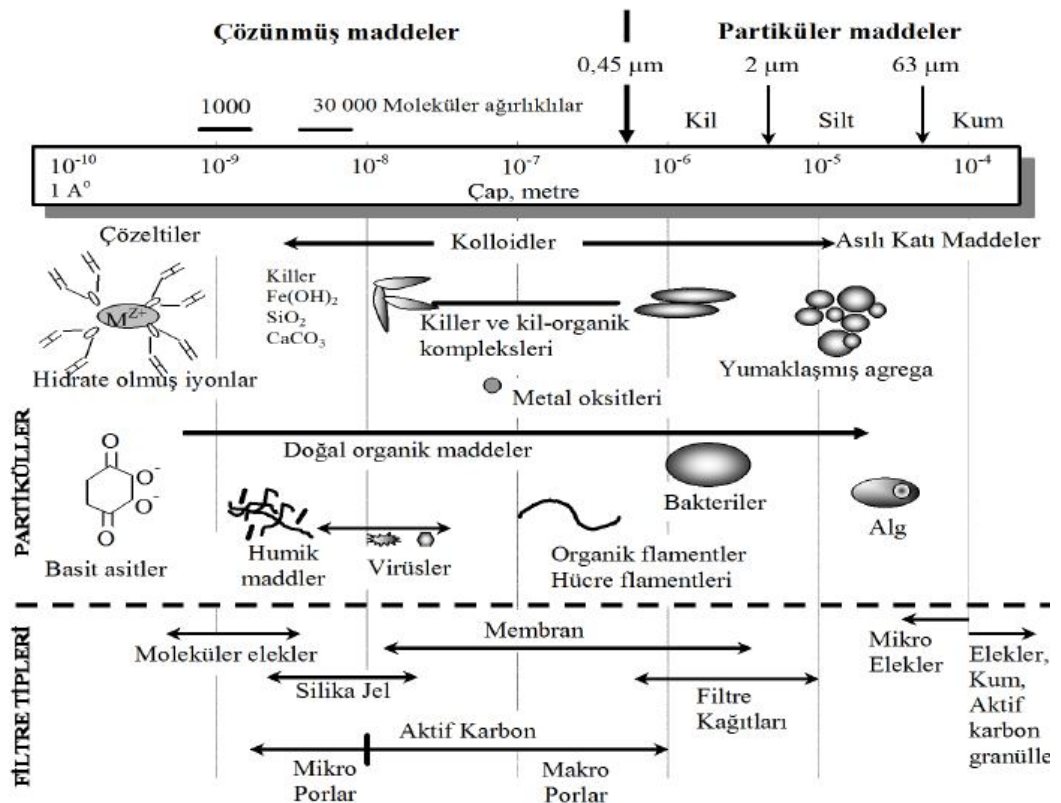 Çözünmüş maddeler
Partiküler maddeler
0,45 µm
2 µm
63 µm
1000
30 000 Moleküler ağırlıklılar
Kil
Silt
Kum
10-10
10-9
10-8
10-7
10-6
10-5
10-4
1 Ao
Çap, metre
Çözeltiler
Kolloidler
Asılı Katı Maddeler
Killer
Fe(OH)2
SiO2
CaCO3
MZ+
Killer ve kil-organik
kompleksleri
Hidrate olmuş iyonlar
Yumaklaşmış agrega
Metal oksitleri
PARTİKÜLLER
Doğal organik maddeler
O
O-
O-
O
Bakteriler
Alg
Basit asitler
Humik
maddler
Virüsler
Organik flamentler
Hücre flamentleri
FİLTRE TİPLERİ
Membran
Moleküler elekler
Mikro
Elekler
Elekler,
Kum,
Aktif
karbon
granülle
Silika Jel
Filtre
Kağıtları
Aktif Karbon
Mikro
Porlar
Makro
Porlar